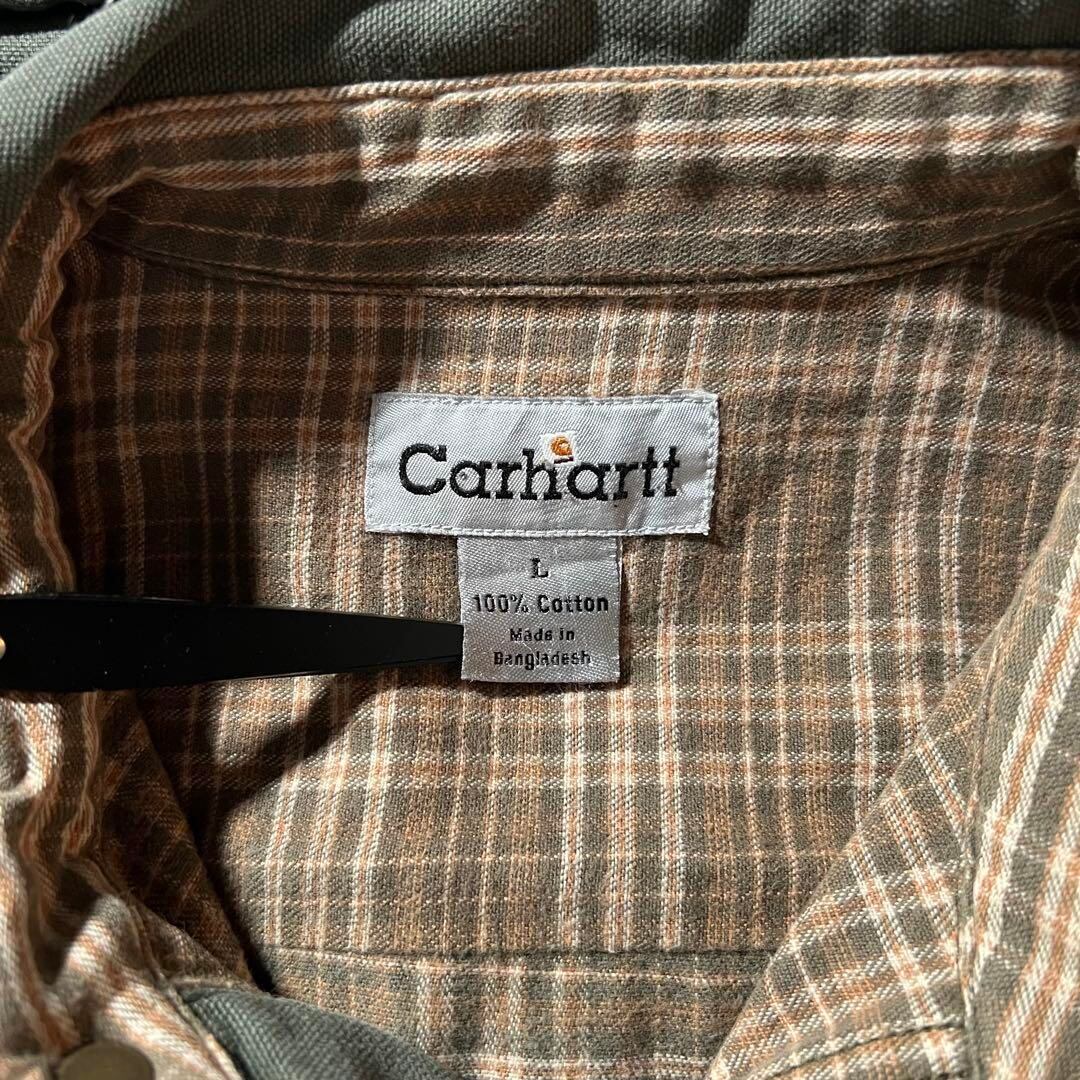 Carhartt
L
100% Cotton
Made in
Bangladesh